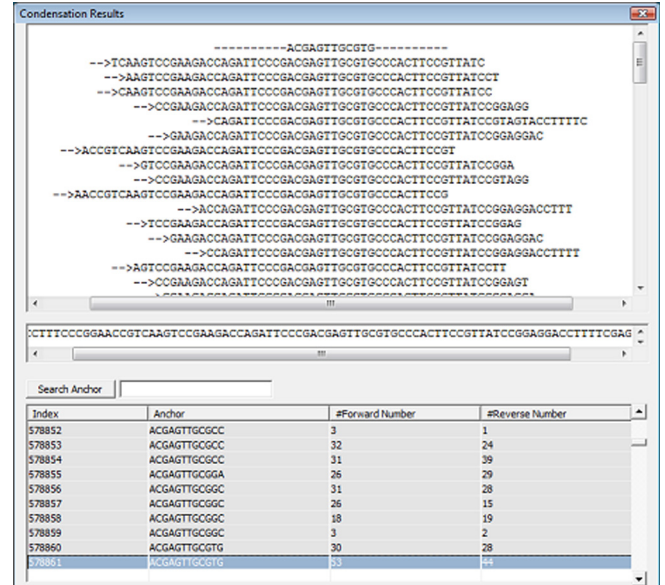 Condensation Results
----------ACGAGTTGCGTG----------
-->TCAAGTCCGAAGACCAGATTCCCGACGAGTTGCGTGCCCACTTCCGTTATC
-->AAGTCCGAAGACCAGATTCCCGACGAGTTGCGTGCCCACTTCCGTTATCCT
-->CAAGTCCGAAGACCAGATTCCCGACGAGTTGCGTGCCCACTTCCGTTATCC
-->CCGAAGACCAGATTCCCGACGAGTTGCGTGCCCACTTCCGTTATCCGGAGG
-->CAGATTCCCGACGAGTTGCGTGCCCACTTCCGTTATCCGTAGTACCTTTTC
-->GAAGACCAGATTCCCGACGAGTTGCGTGCCCACTTCCGTTATCCGGAGGAC
-->ACCGTCAAGTCCGAAGACCAGATTCCCGACGAGTTGCGTGCCCACTTCCGT
-->GTCCGAAGACCAGATTCCCGACGAGTTGCGTGCCCACTTCCGTTATCCGGA
-->CCGAAGACCAGATTCCCGACGAGTTGCGTGCCCACTTCCGTTATCCGTAGG
-->AACCGTCAAGTCCGAAGACCAGATTCCCGACGAGTTGCGTGCCCACTTCCG
-->ACCAGATTCCCGACGAGTTGCGTGCCCACTTCCGTTATCCGGAGGACCTTT
-->TCCGAAGACCAGATTCCCGACGAGTTGCGTGCCCACTTCCGTTATCCGGAG
-->GAAGACCAGATTCCCGACGAGTTGCGTGCCCACTTCCGTTATCCGGAGGAC
-->CCAGATTCCCGACGAGTTGCGTGCCCACTTCCGTTATCCGGAGGACCTTTT
-->AGTCCGAAGACCAGATTCCCGACGAGTTGCGTGCCCACTTCCGTTATCCTT
-->CCGAAGACCAGATTCCCGACGAGTTGCGTGCCCACTTCCGTTATCCGGAGT
CCTTTCCCGGAACCGTCAAGTCCGAAGACCAGATTCCCGACGAGTTGCGTGCCCACTTCCGTTATCCGGAGGACCTTTTCGAG
Search Anchor
Index Anchor #Forward Number #Reverse Number
578852 ACGAGTTGCGCC 3 1
578853 ACGAGTTGCGCC 32 24
578854 ACGAGTTGCGCC 31 39
578855 ACGAGTTGCGGA 26 29
578856 ACGAGTTGCGGC 31 28
578857 ACGAGTTGCGGC 26 15
578858 ACGAGTTGCGGC 18 19
578859 ACGAGTTGCGGC 3 2
578860 ACGAGTTGCGTG 30 28
578861 ACGAGTTGCGTG 53 44